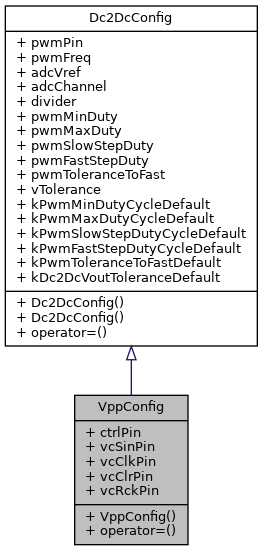 Dc2DcConfig
+ pwmPin
+ pwmFreq
+ adcVref
+ adcChannel
+ divider
+ pwmMinDuty
+ pwmMaxDuty
+ pwmSlowStepDuty
+ pwmFastStepDuty
+ pwmToleranceToFast
+ vTolerance
+ kPwmMinDutyCycleDefault
+ kPwmMaxDutyCycleDefault
+ kPwmSlowStepDutyCycleDefault
+ kPwmFastStepDutyCycleDefault
+ kPwmToleranceToFastDefault
+ kDc2DcVoutToleranceDefault
+ Dc2DcConfig()
+ Dc2DcConfig()
+ operator=()
VppConfig
+ ctrlPin
+ vcSinPin
+ vcClkPin
+ vcClrPin
+ vcRckPin
+ VppConfig()
+ operator=()